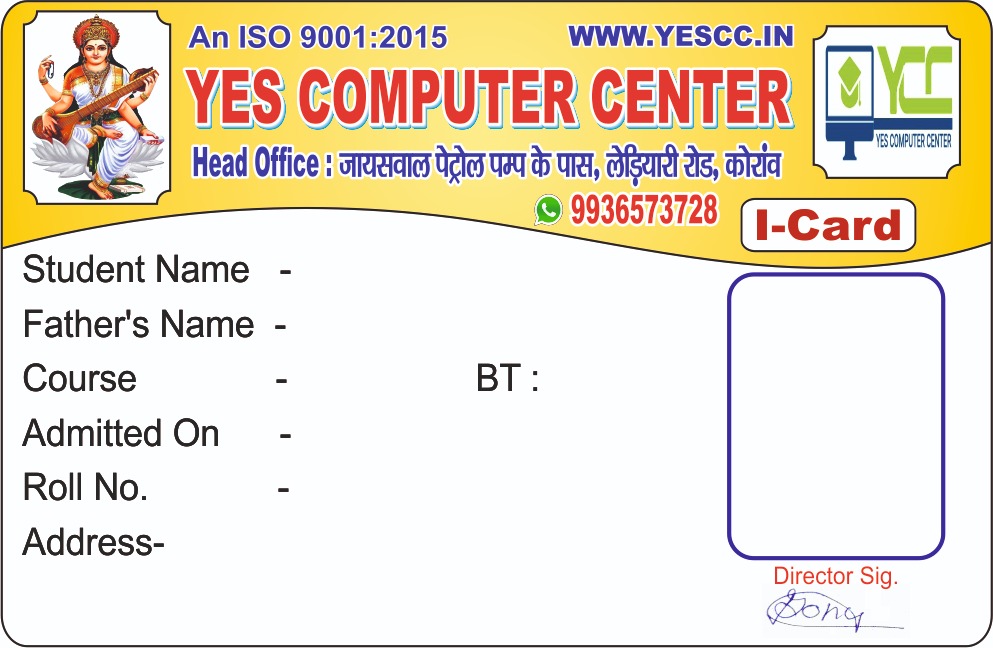 An ISO 9001:2015
WWW.YESCC.IN
YES COMPUTER CENTER
YCC
YES COMPUTER CENTER
Head Office : जायसवाल पेट्रोल पम्प के पास, लेड़ियारी रोड, कोरांव
9936573728
I-Card
Student Name -
Father's Name -
Course - BT :
Admitted On -
Roll No. -
Address-
Director Sig.